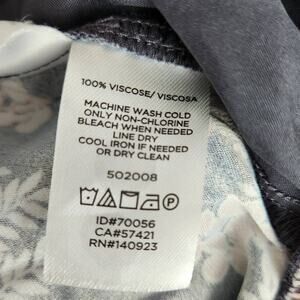 100% VISCOSE/VISCOSA
MACHINE WASH COLD
ONLY NON-CHLORINE
BLEACH WHEN NEEDED
LINE DRY
COOL IRON IF NEEDED
OR DRY CLEAN
502008
ID#70056
CA#57421
RN#140923